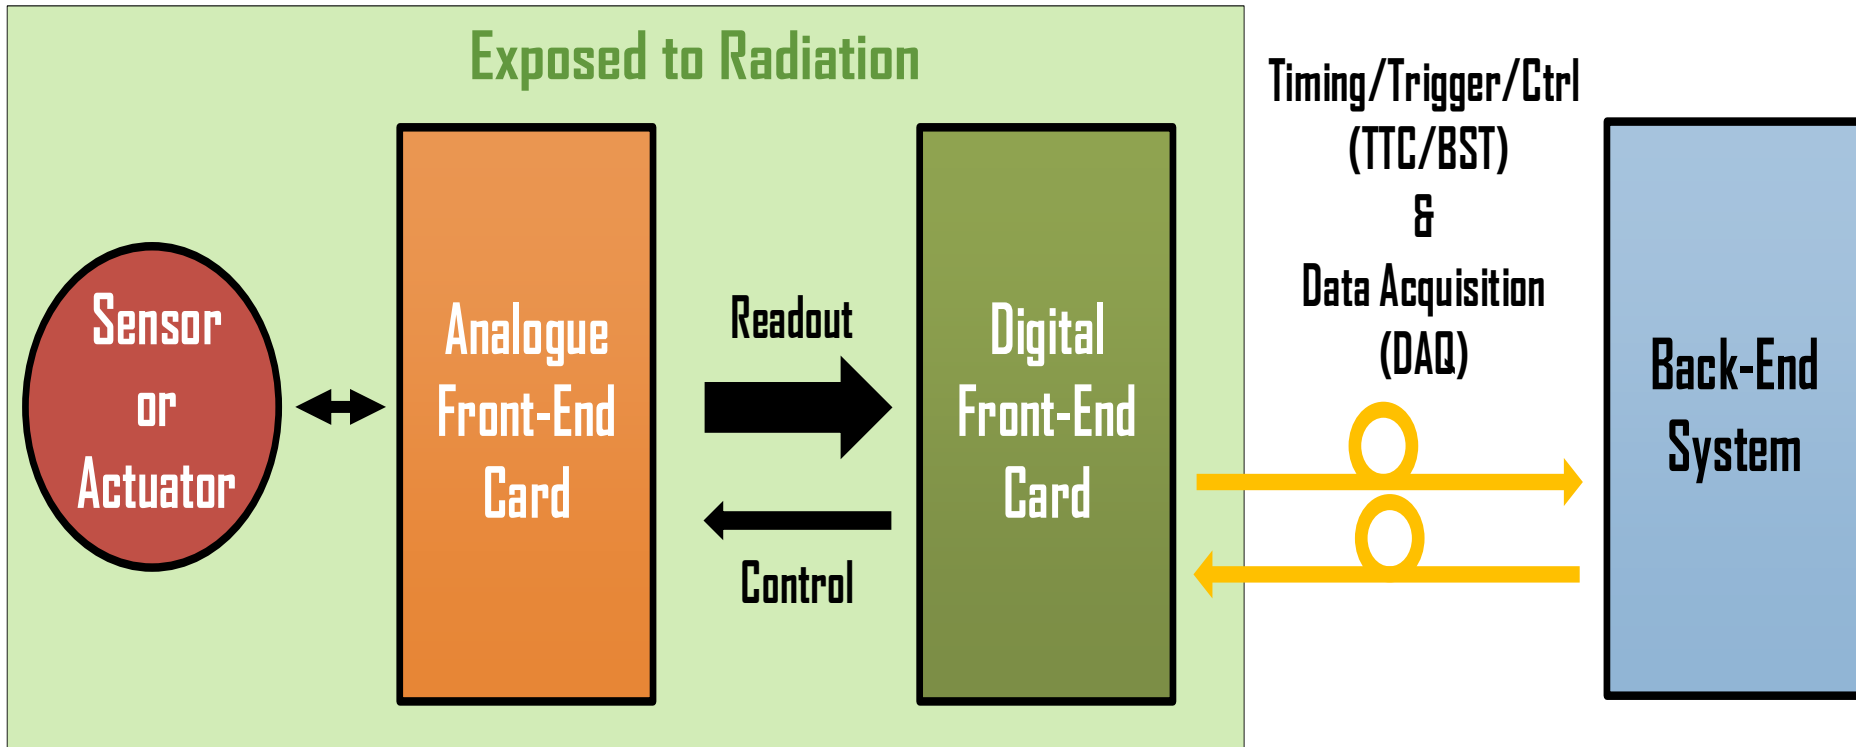 Exposed to Radiation
Sensor
or
Actuator
Analogue
Front-End
Card
Readout
Control
Digital
Front-End
Card
Timing/Trigger/Ctrl
(TTC/BST)
&
Data Acquisition
(DAQ)
Back-End
System